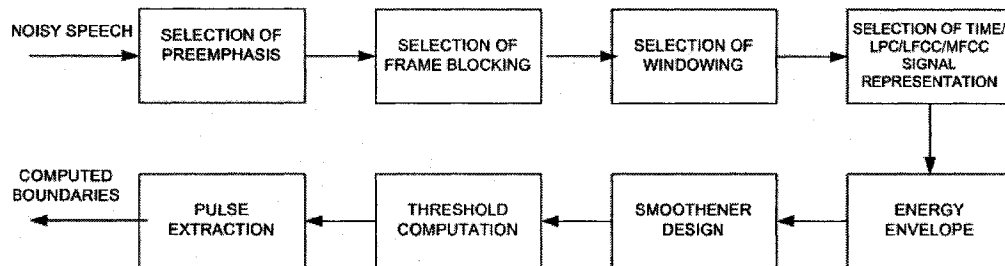 NOISY SPEECH
SELECTION OF
PREEMPHASIS
SELECTION OF
FRAME BLOCKING
SELECTION OF
WINDOWING
SELECTION OF TIME/
LPC/LFCC/MFCC
SIGNAL
REPRESENTATION
COMPUTED
BOUNDARIES
PULSE
EXTRACTION
THRESHOLD
COMPUTATION
SMOOTHENER
DESIGN
ENERGY
ENVELOPE